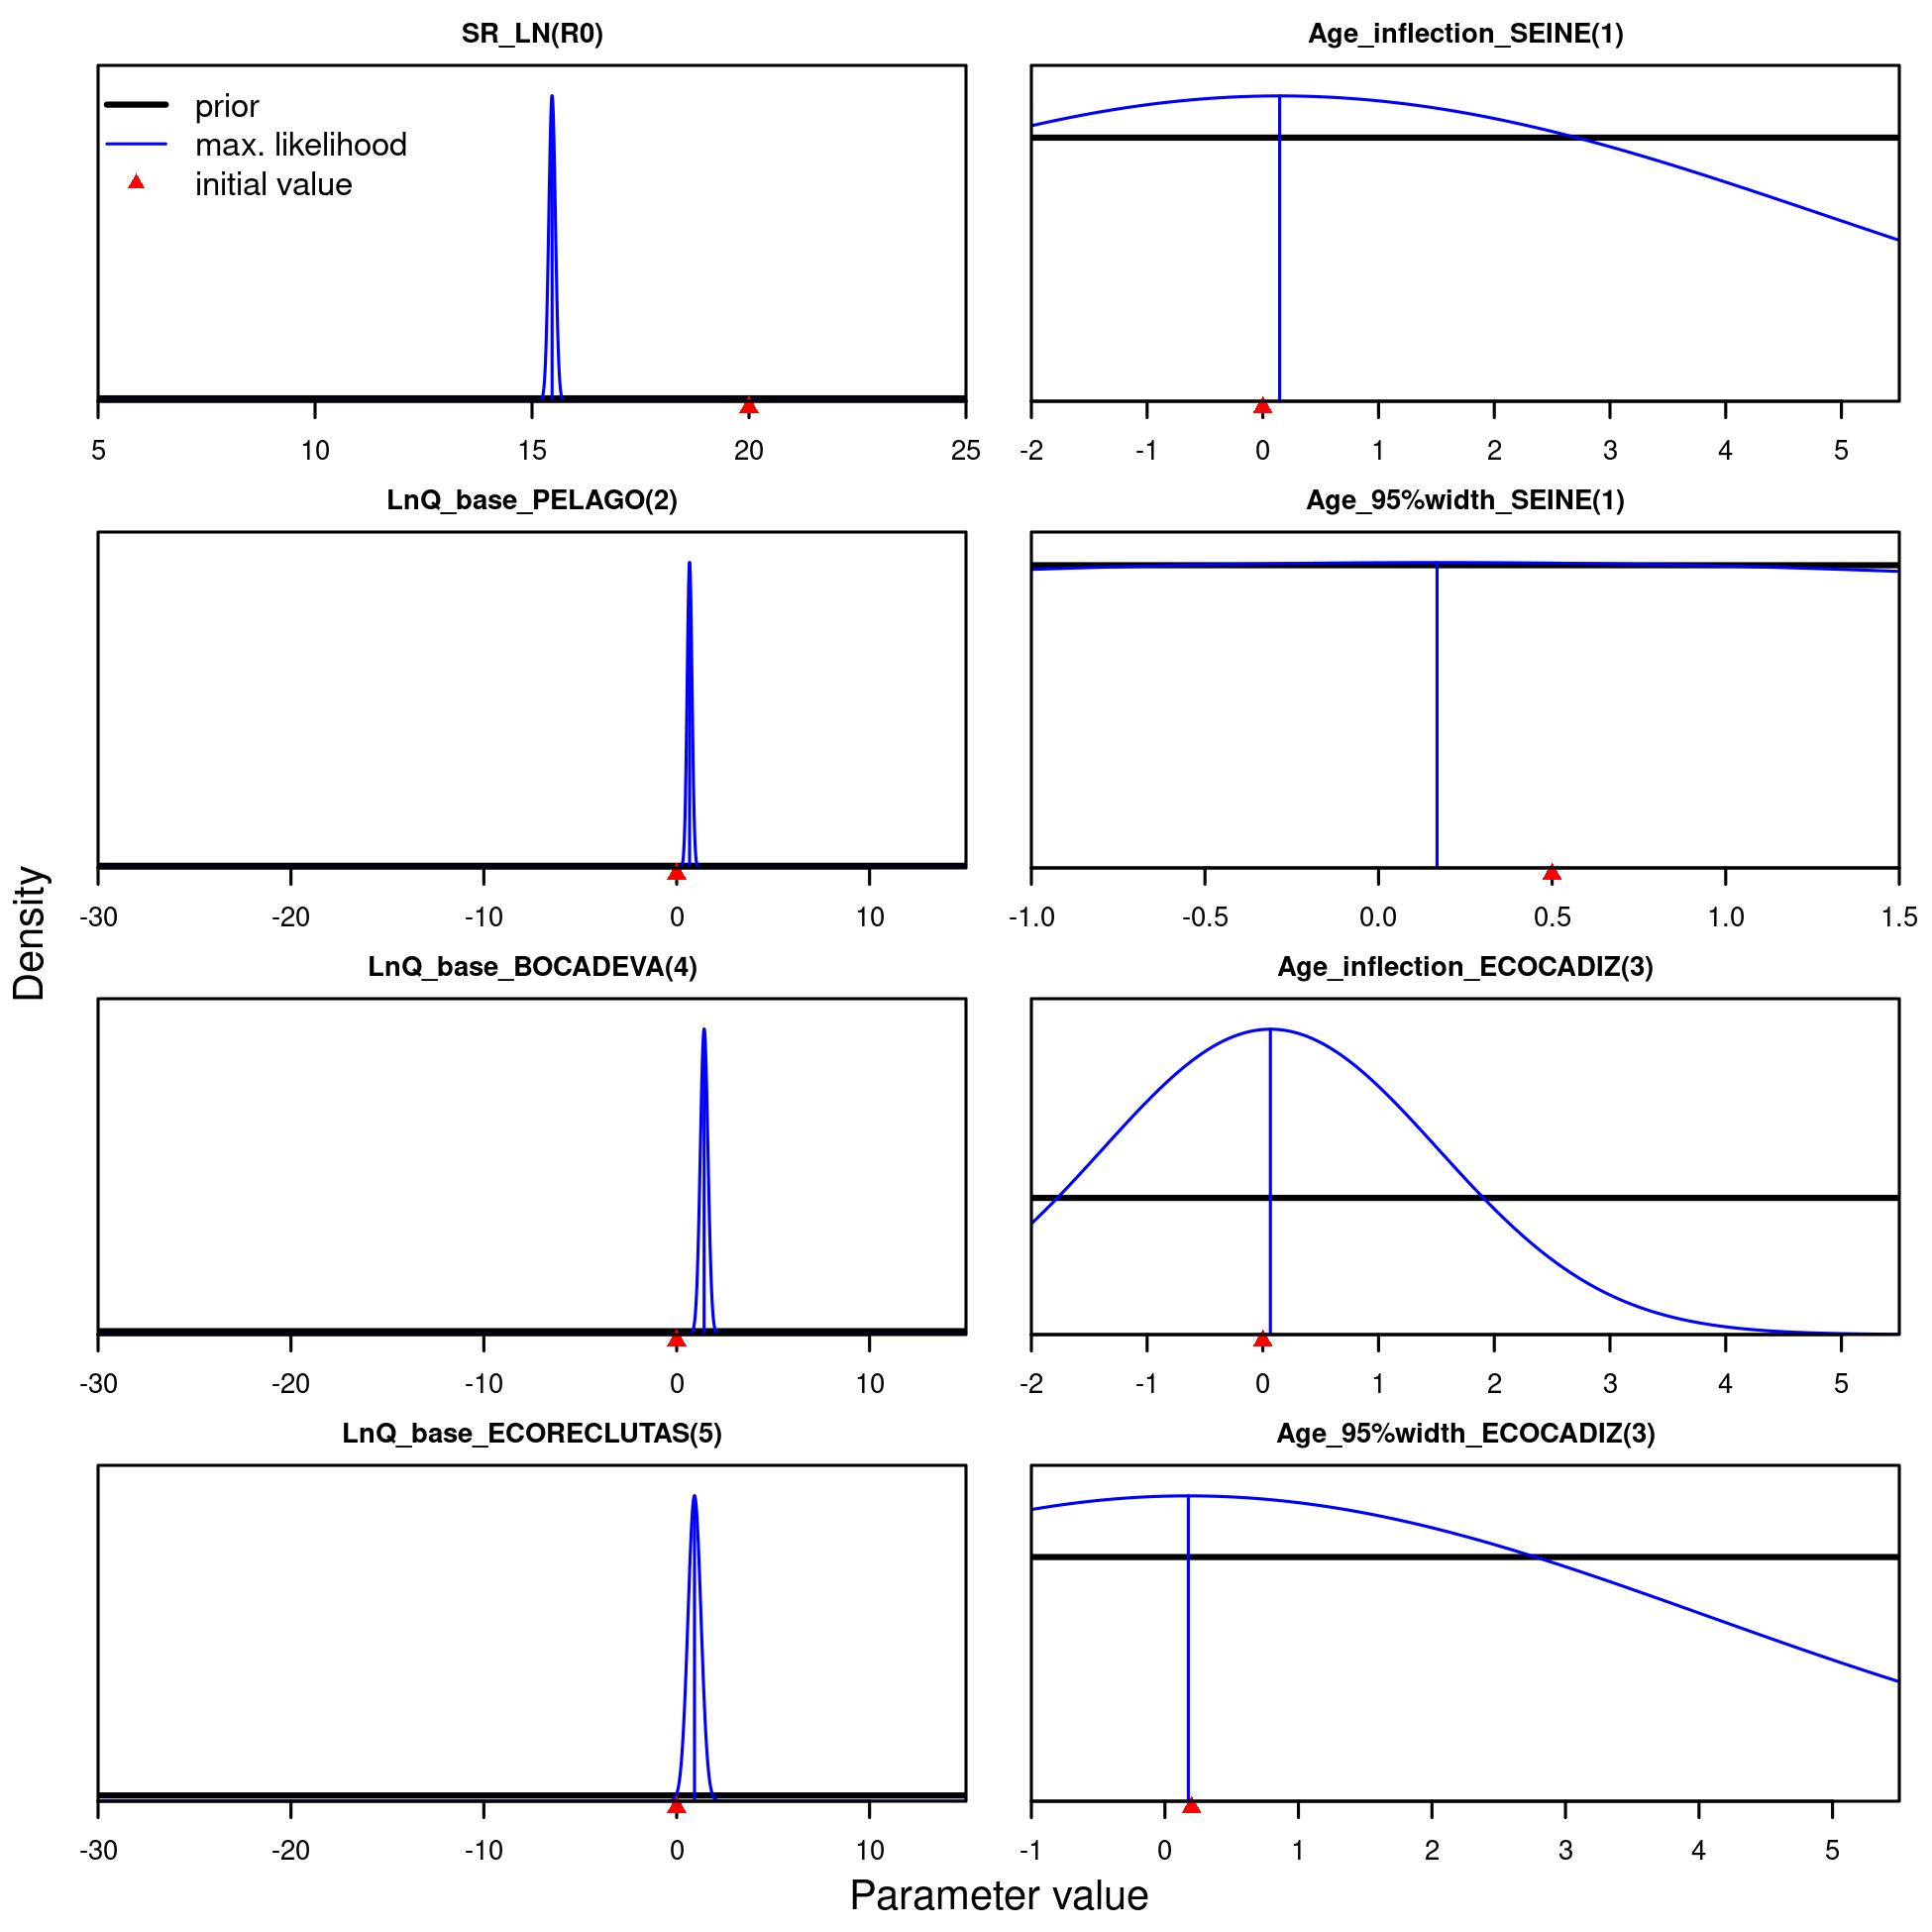 SR_LN(R0)
prior
max. likelihood
initial value
5 10 15 20 25
Age_inflection_SEINE(1)
-2 -1 0 1 2 3 4 5
LnQ_base_PELAGO(2)
-30 -20 -10 0 10
Age_95%width_SEINE(1)
-1.0 -0.5 0.0 0.5 1.0 1.5
LnQ_base_BOCADEVA(4)
-30 -20 -10 0 10
Age_inflection_ECOCADIZ(3)
-2 -1 0 1 2 3 4 5
LnQ_base_ECORECLUTAS(5)
-30 -20 -10 0 10
Age_95%width_ECOCADIZ(3)
-1 0 1 2 3 4 5
Density
Parameter value